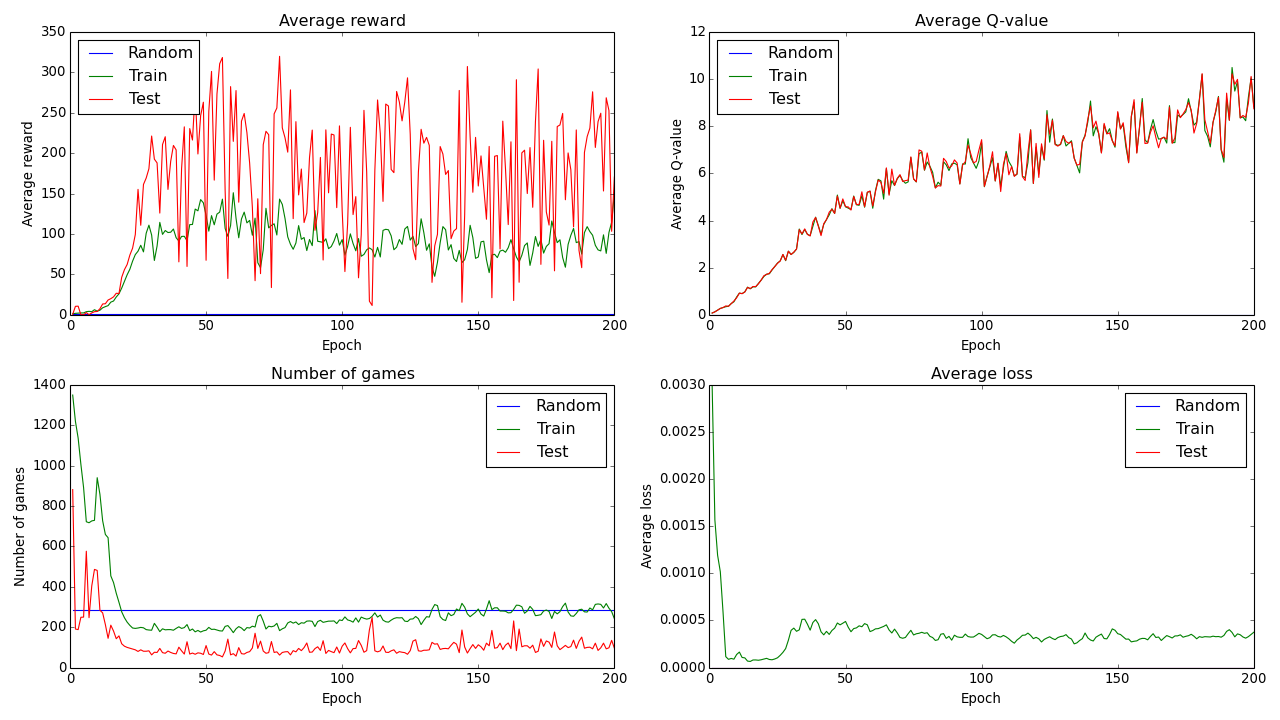 Average reward
350
300
250
200
150
100
50
0
Average reward
Random
Train
Test
0 50 100 150 200
Epoch
Average Q-value
12
10
8
6
4
2
0
Average Q-value
Random
Train
Test
0 50 100 150 200
Epoch
Number of games
1400
1200
1000
800
600
400
200
0
Number of games
Random
Train
Test
0 50 100 150 200
Epoch
Average loss
0.0030
0.0025
0.0020
0.0015
0.0010
0.0005
0.0000
Average loss
Random
Train
Test
0 50 100 150 200
Epoch